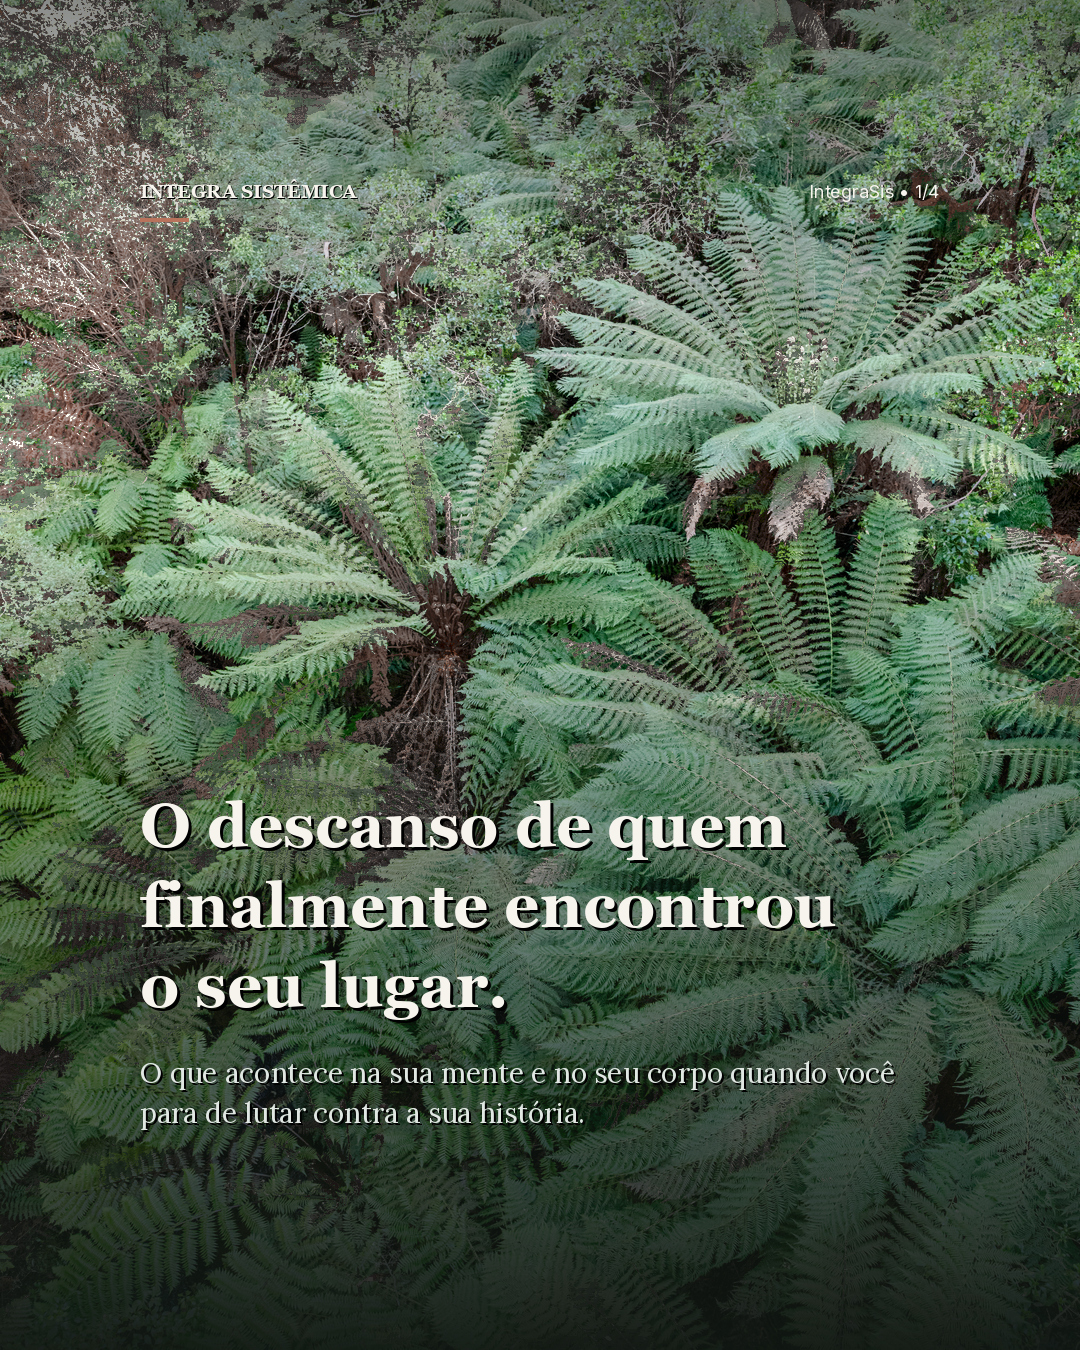 INTEGRA SISTÊMICA
IntegraSis • 1/4
O descanso de quem
finalmente encontrou
o seu lugar.
O que acontece na sua mente e no seu corpo quando você
para de lutar contra a sua história.